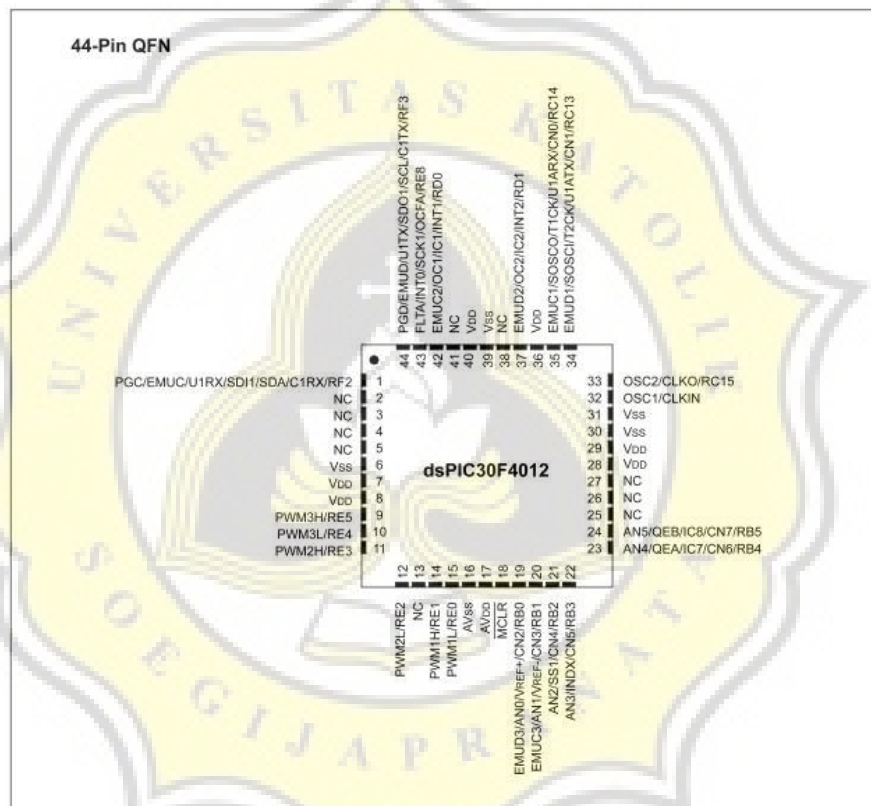 44-Pin QFN
UNIVERSITAS KATOLIK
SOEGIJAPRANATA
PGD/EMUD/U1TX/SDO1/SCL/C1TX/RF3
FLTA/INT0/SCK1/OCFA/RE8
EMUC2/OC1/IC1/INT1/RD0
NC
VDD
VSS
NC
EMUD2/OC2/IC2/INT2/RD1
VDD
EMUC1/SOSCO/T1CK/U1ARX/CN0/RC14
EMUD1/SOSCI/T2CK/U1ATX/CN1/RC13
44 43 42 41 40 39 38 37 36 35 34
PGC/EMUC/U1RX/SDI1/SDA/C1RX/RF2 1
NC 2
NC 3
NC 4
NC 5
VSS 6
VDD 7
VDD 8
PWM3H/RE5 9
PWM3L/RE4 10
PWM2H/RE3 11
dsPIC30F4012
33 OSC2/CLKO/RC15
32 OSC1/CLKIN
31 VSS
30 VSS
29 VDD
28 VDD
27 NC
26 NC
25 NC
24 AN5/QEB/IC8/CN7/RB5
23 AN4/QEA/IC7/CN6/RB4
12 13 14 15 16 17 18 19 20 21 22
PWM2L/RE2
NC
PWM1H/RE1
PWM1L/RE0
AVSS
AVDD
MCLR
EMUD3/AN0/VREF+/CN2/RB0
EMUC3/AN1/VREF-/CN3/RB1
AN2/SS1/CN4/RB2
AN3/INDX/CN5/RB3